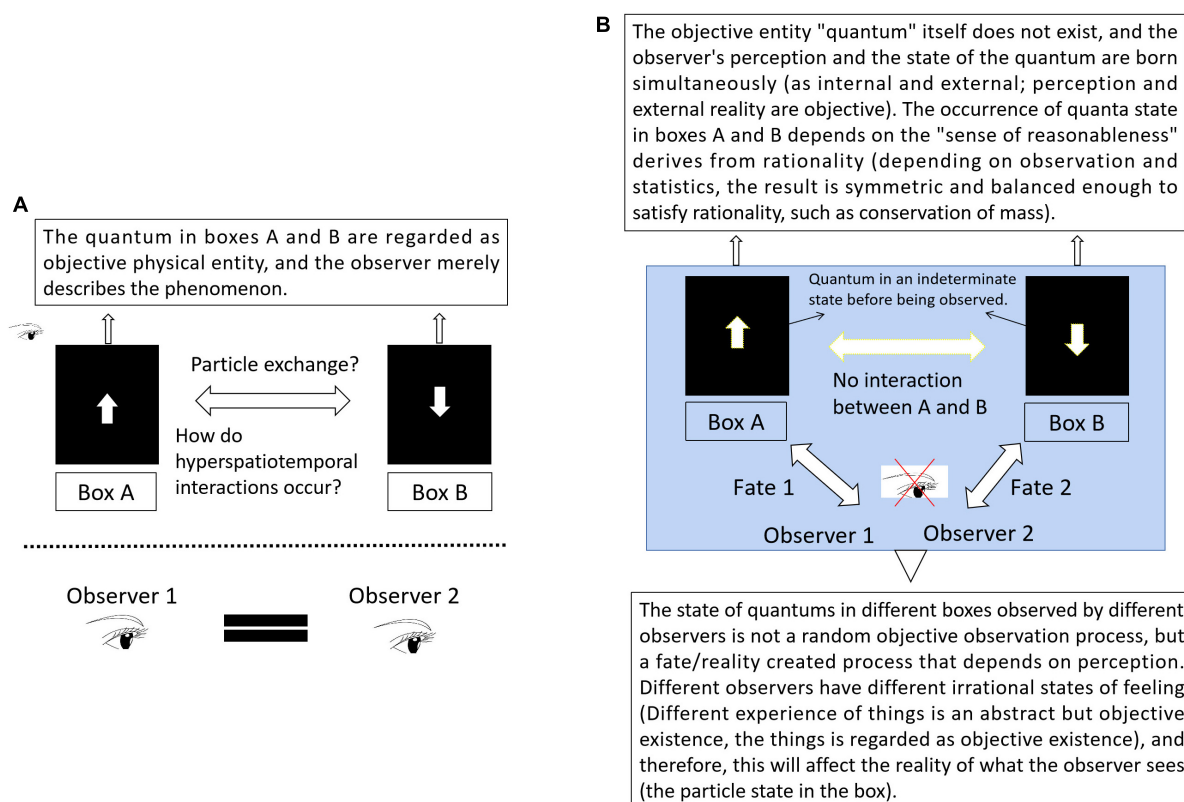 A
The quantum in boxes A and B are regarded as
objective physical entity, and the observer merely
describes the phenomenon.
Particle exchange?
How do
hyperspatiotemporal
interactions occur?
Box A
Box B
Observer 1
Observer 2
B
The objective entity "quantum" itself does not exist, and the
observer's perception and the state of the quantum are born
simultaneously (as internal and external; perception and
external reality are objective). The occurrence of quanta state
in boxes A and B depends on the "sense of reasonableness"
derives from rationality (depending on observation and
statistics, the result is symmetric and balanced enough to
satisfy rationality, such as conservation of mass).
Quantum in an indeterminate
state before being observed.
No interaction
between A and B
Box A
Box B
Fate 1
Fate 2
Observer 1
Observer 2
The state of quantums in different boxes observed by different
observers is not a random objective observation process, but
a fate/reality created process that depends on perception.
Different observers have different irrational states of feeling
(Different experience of things is an abstract but objective
existence, the things is regarded as objective existence), and
therefore, this will affect the reality of what the observer sees
(the particle state in the box).